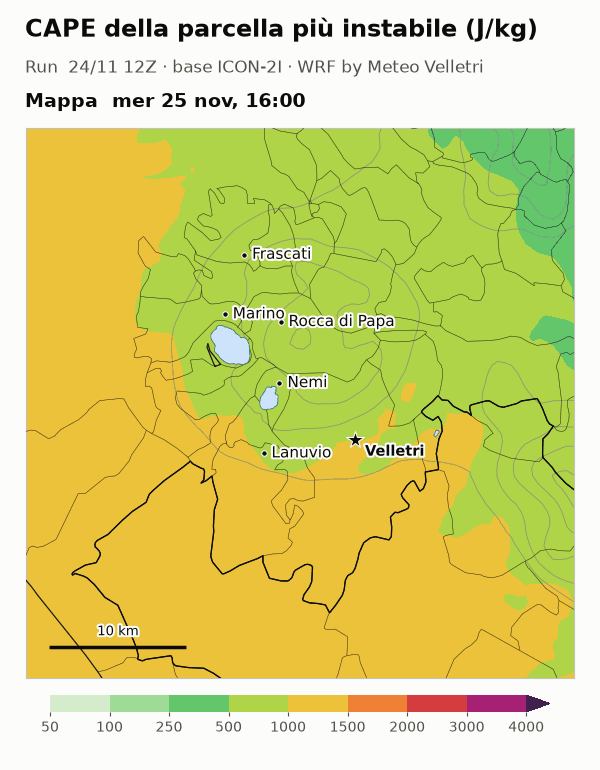 CAPE della parcella più instabile (J/kg)
Run 24/11 12Z · base ICON-2I · WRF by Meteo Velletri
Mappa mer 25 nov, 16:00
Frascati
Marino
Rocca di Papa
Nemi
Lanuvio
Velletri
10 km
50 100 250 500 1000 1500 2000 3000 4000